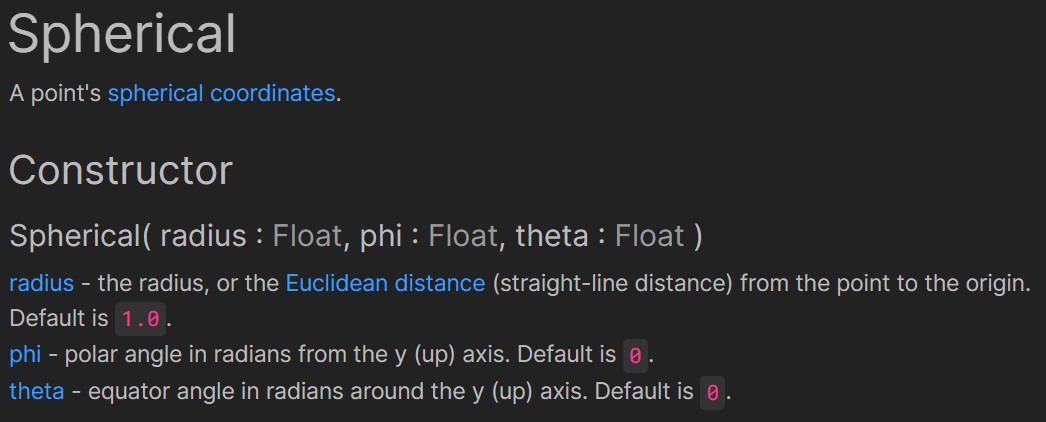 Spherical
A point's spherical coordinates.
Constructor
Spherical( radius : Float, phi : Float, theta : Float )
radius - the radius, or the Euclidean distance (straight-line distance) from the point to the origin.
Default is 1.0.
phi - polar angle in radians from the y (up) axis. Default is 0.
theta - equator angle in radians around the y (up) axis. Default is 0.